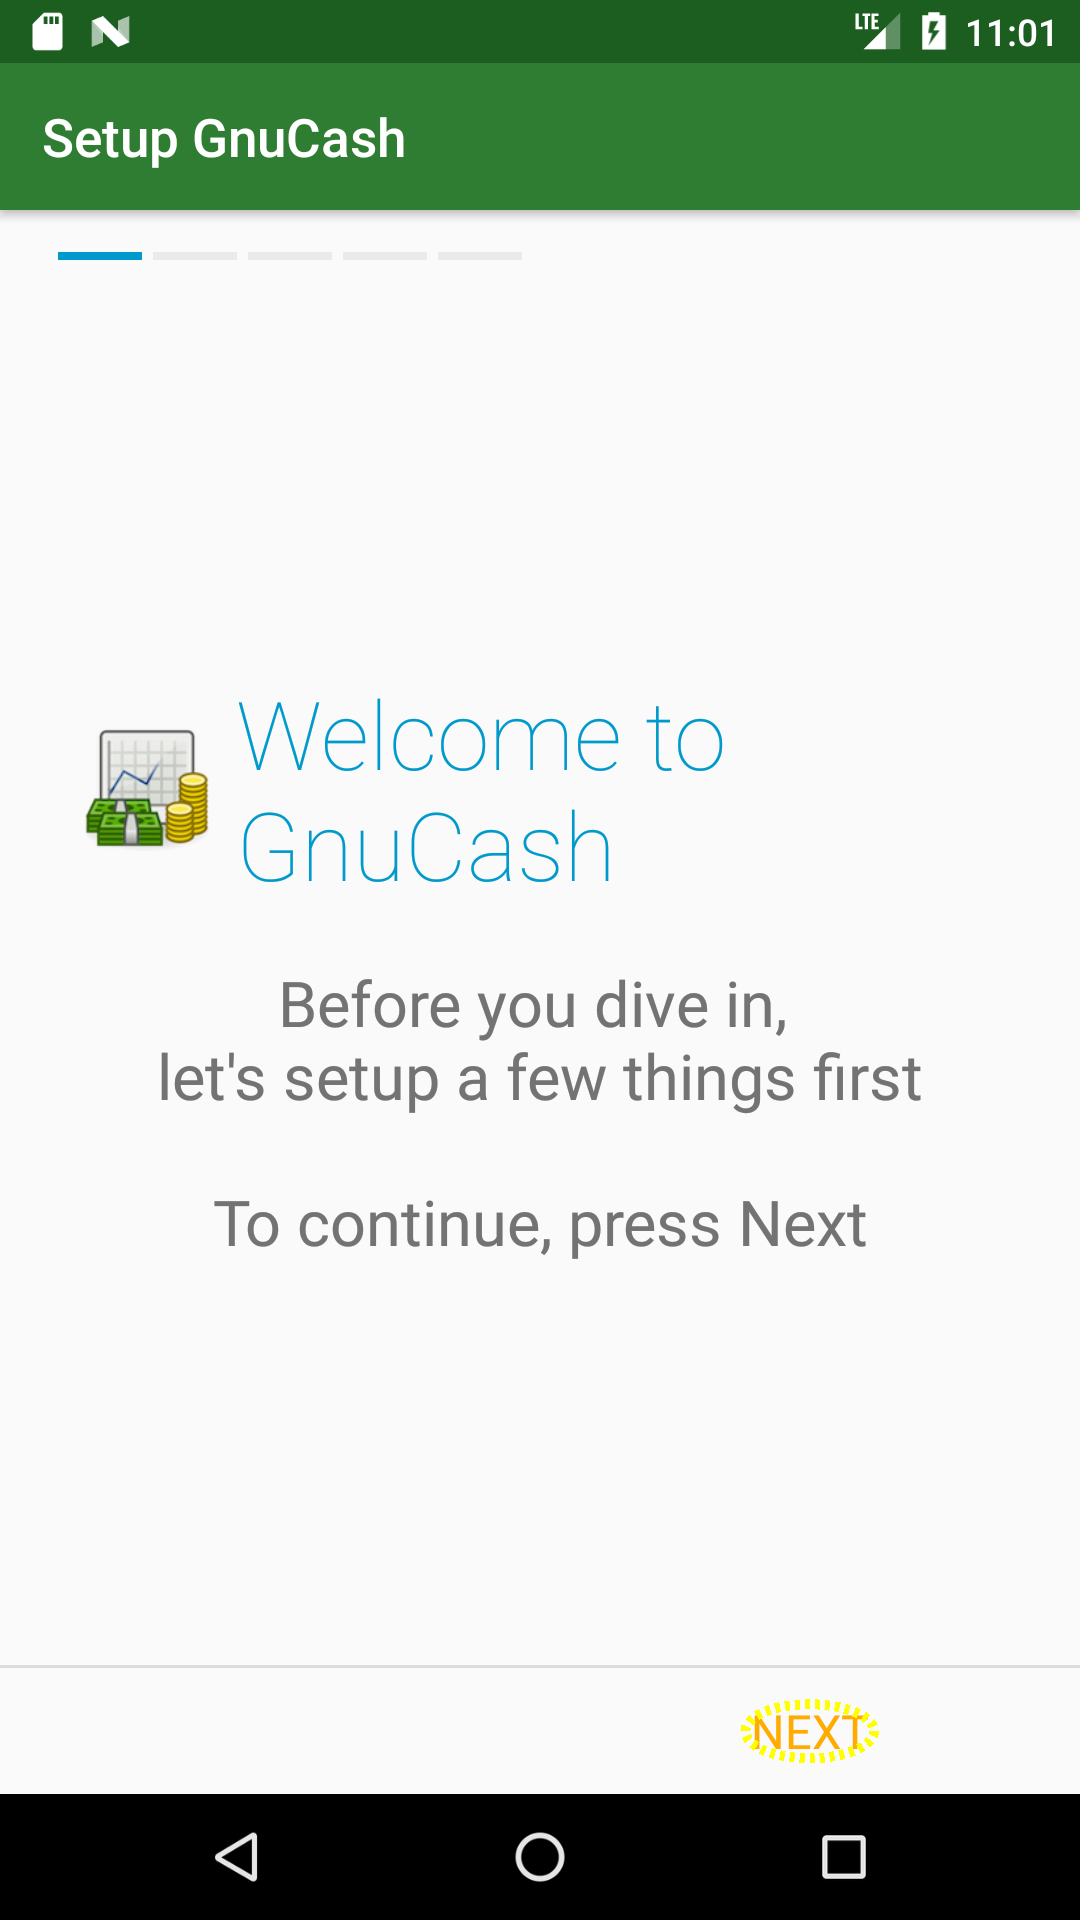 LTE 11:01
Setup GnuCash
Welcome to
GnuCash
Before you dive in,
let's setup a few things first
To continue, press Next
NEXT